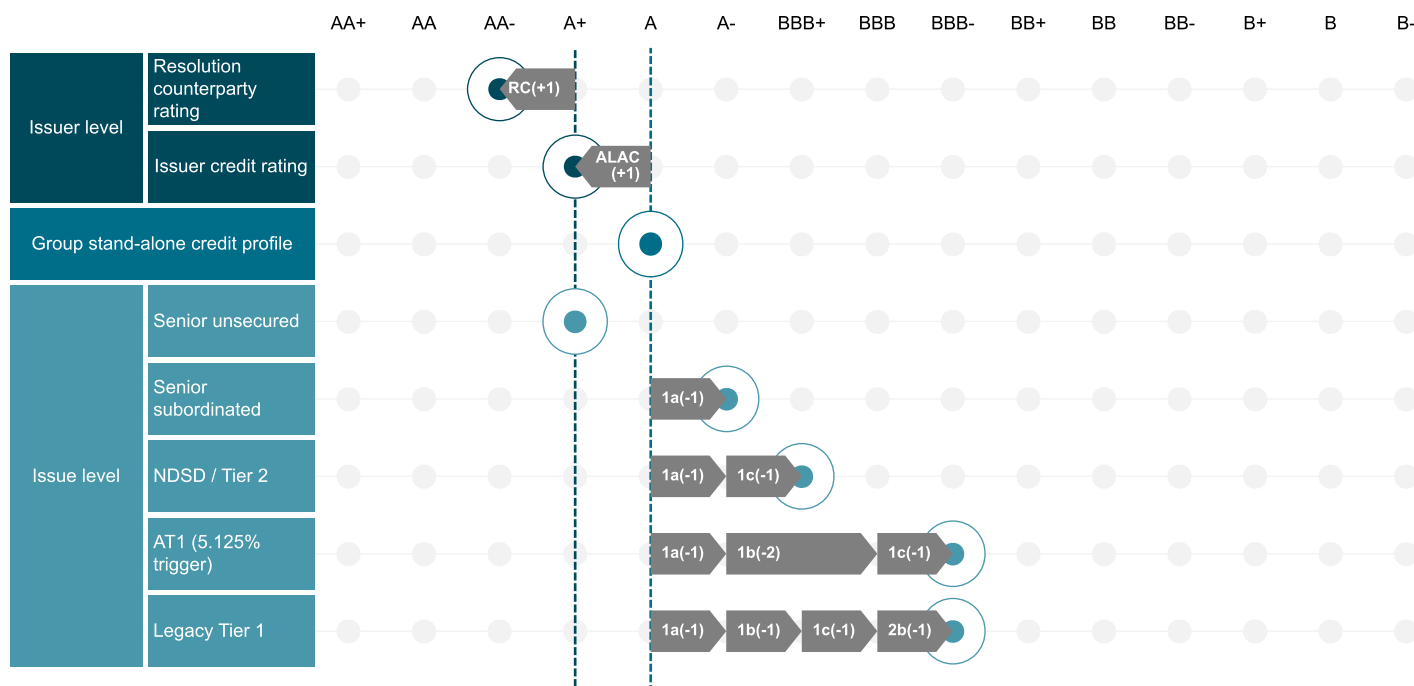 AA+ AA AA- A+ A A- BBB+ BBB BBB- BB+ BB BB- B+ B B-
Issuer level
Resolution
counterparty
rating
RC(+1)
Issuer credit rating
ALAC
(+1)
Group stand-alone credit profile
Issue level
Senior unsecured
Senior
subordinated
1a(-1)
NDSD / Tier 2
1a(-1) 1c(-1)
AT1 (5.125%
trigger)
1a(-1) 1b(-2) 1c(-1)
Legacy Tier 1
1a(-1) 1b(-1) 1c(-1) 2b(-1)